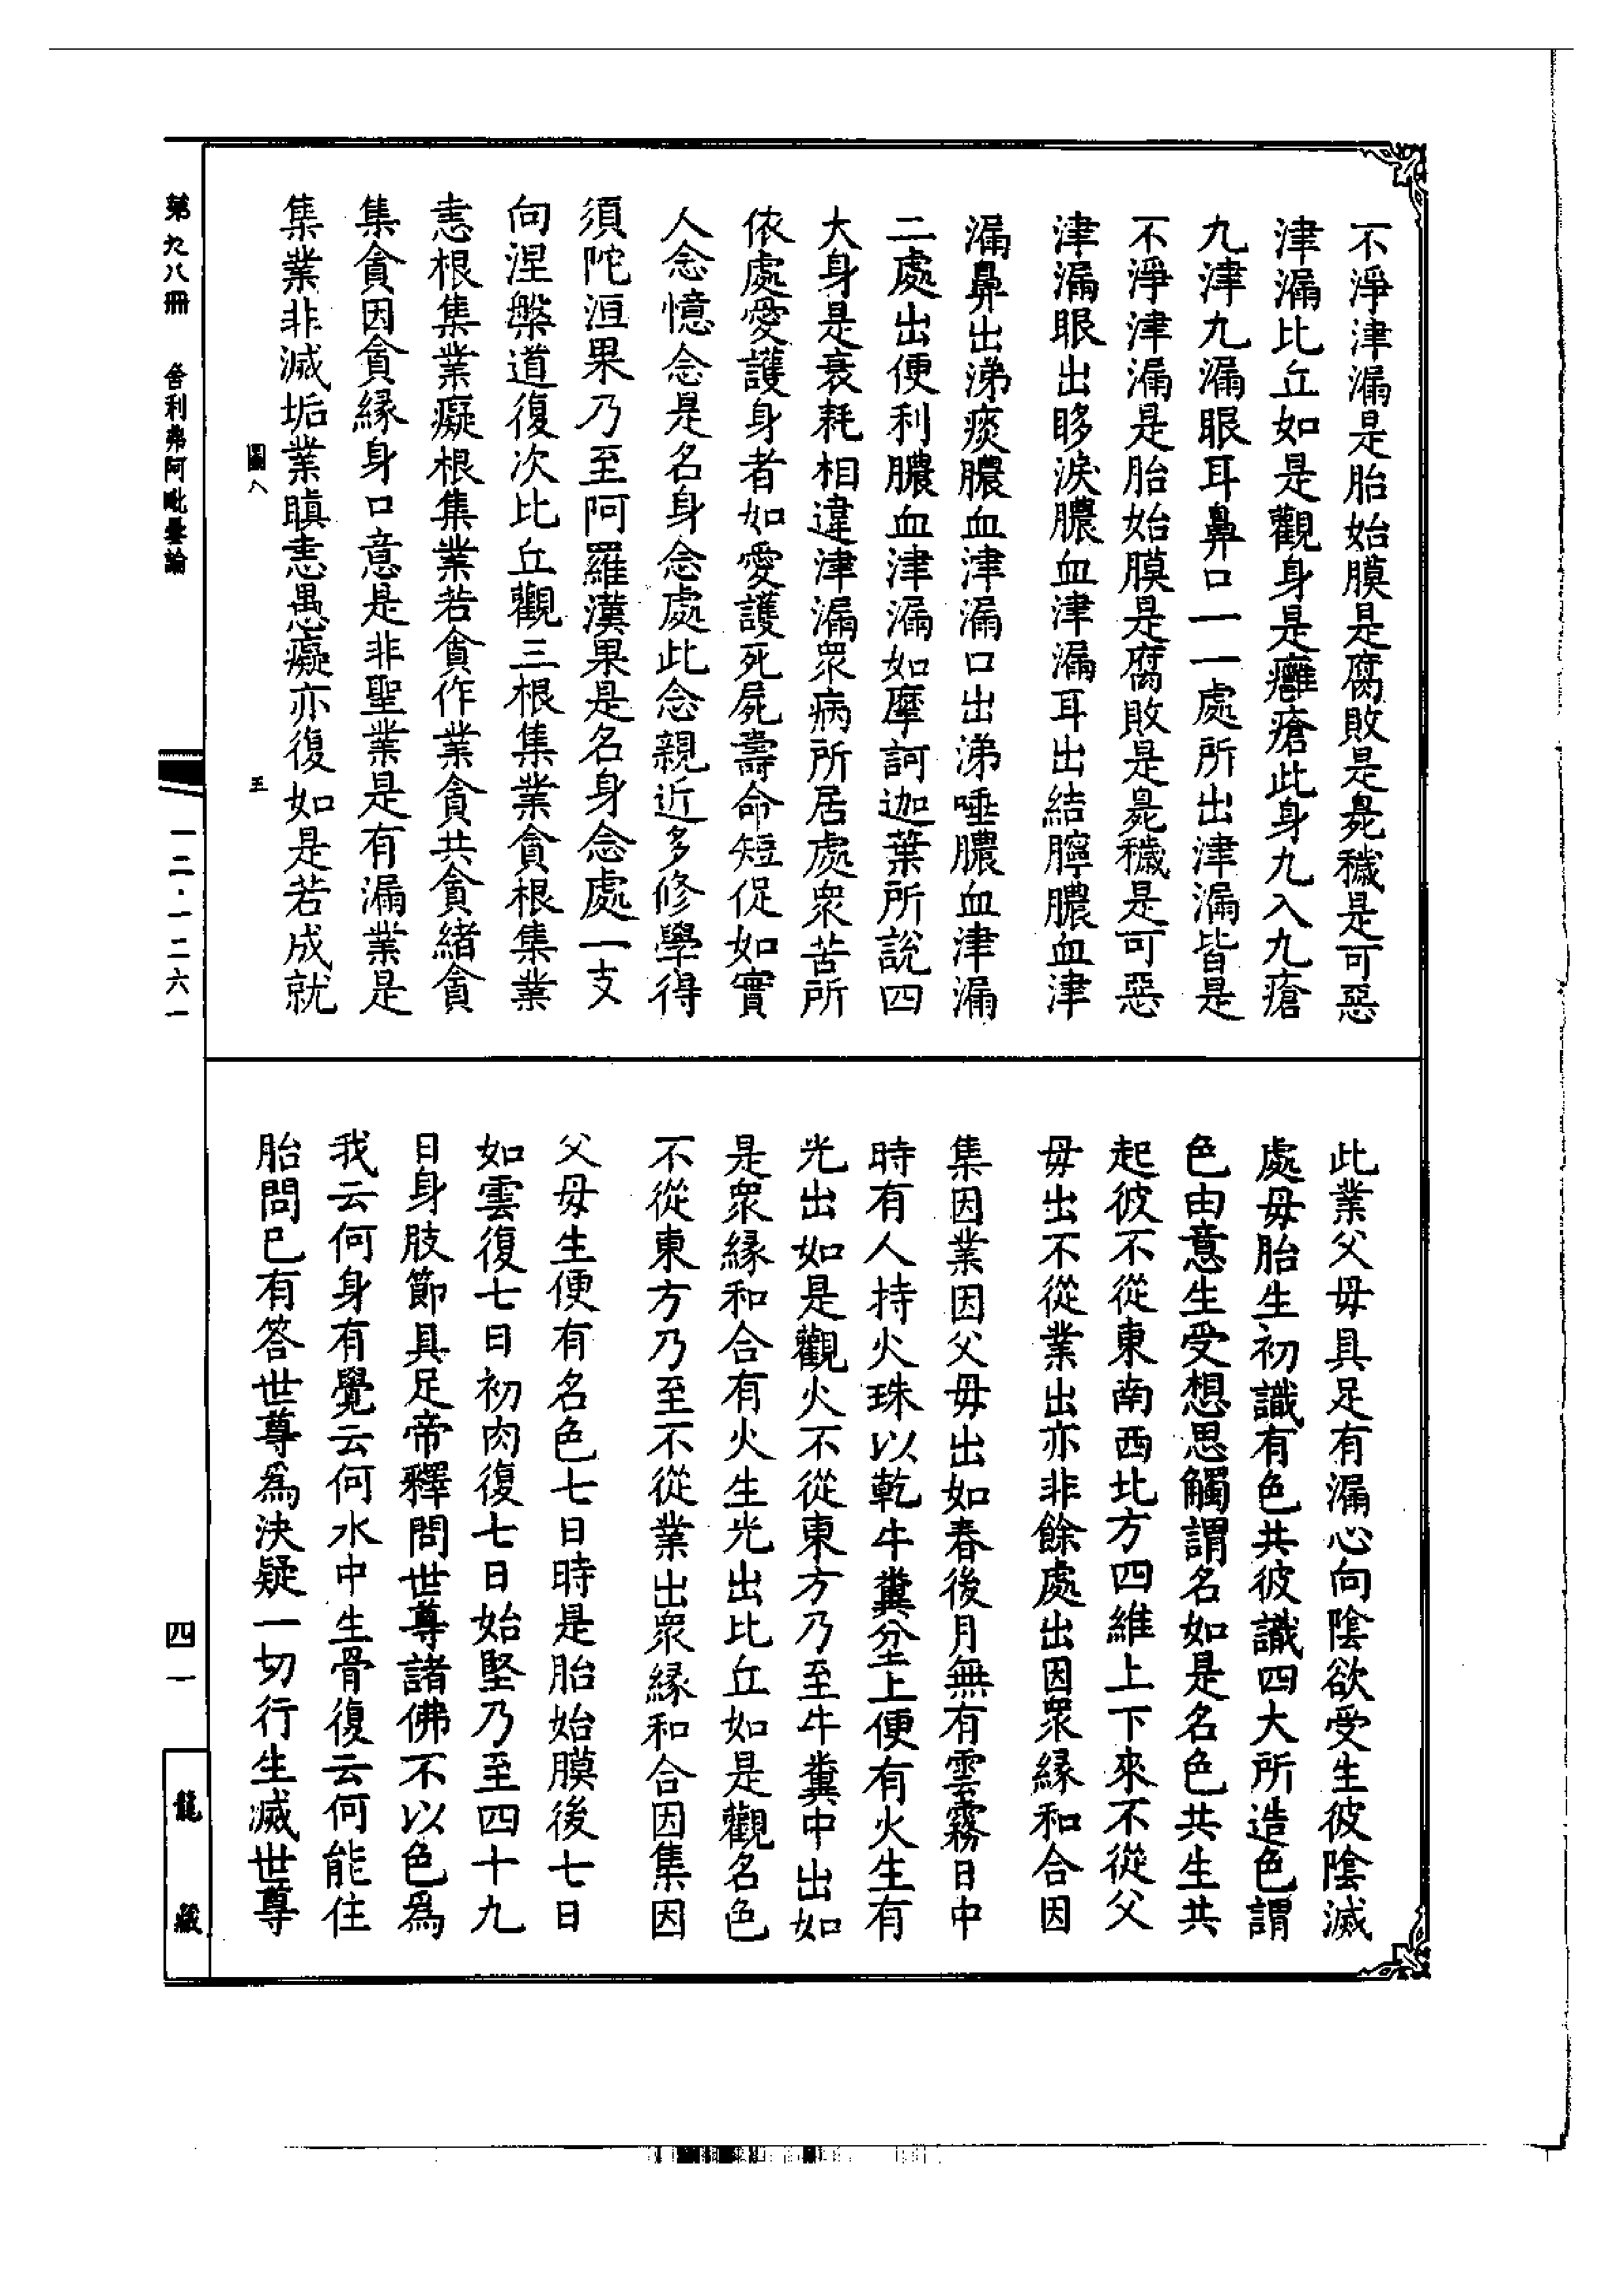 不淨津漏是胎始膜是腐敗是㲋穢是可惡
津漏比丘如是觀身是癰瘡此身九入九瘡
九津九漏眼耳鼻口一一處所出津漏皆是
不淨津漏是胎始膜是腐敗是㲋穢是可惡
津漏眼出眵淚膿血津漏耳出結膿血津
漏鼻出涕痰膿血津漏口出涕唾膿血津漏
二處出便利膿血津漏如摩訶迦葉所說四
大身是衰耗相違津漏眾病所居處眾苦所
依處愛護身者如愛護死屍壽命短促如實
人念憶念是名身念處此念親近多修學得
須陀洹果乃至阿羅漢果是名身念處一支
向涅槃道復次比丘觀三根集業貪根集業
恚根集業癡根集業若貪作業貪共貪緒貪
集貪因貪緣身口意是非聖業是有漏業是
集業非滅垢業瞋恚愚癡亦復如是若成就
圖八
五
此業父母具足有漏心向陰欲受生彼陰滅
處母胎生初識有色共彼識四大所造色謂
色由意生受想思觸謂名如是名色共生共
起彼不從東南西北方四維上下來不從父
母出不從業出亦非餘處出因眾緣和合因
集因業因父母出如春後月無有雲霧日中
時有人持火珠以乾牛糞坌上便有火生有
光出如是觀火不從東方乃至牛糞中出如
是眾緣和合有火生光出比丘如是觀名色
不從東方乃至不從業出眾緣和合因集因
父母生便有名色七日時是胎始膜後七日
如雲復七日初肉復七日始堅乃至四十九
日身肢節具足帝釋問世尊諸佛不以色為
我云何身有覺云何水中生骨復云何能住
胎問已有答世尊為決疑一切行生滅世尊
第九八冊 舍利弗阿毗曇論
一二·一二六一
四一
龍藏